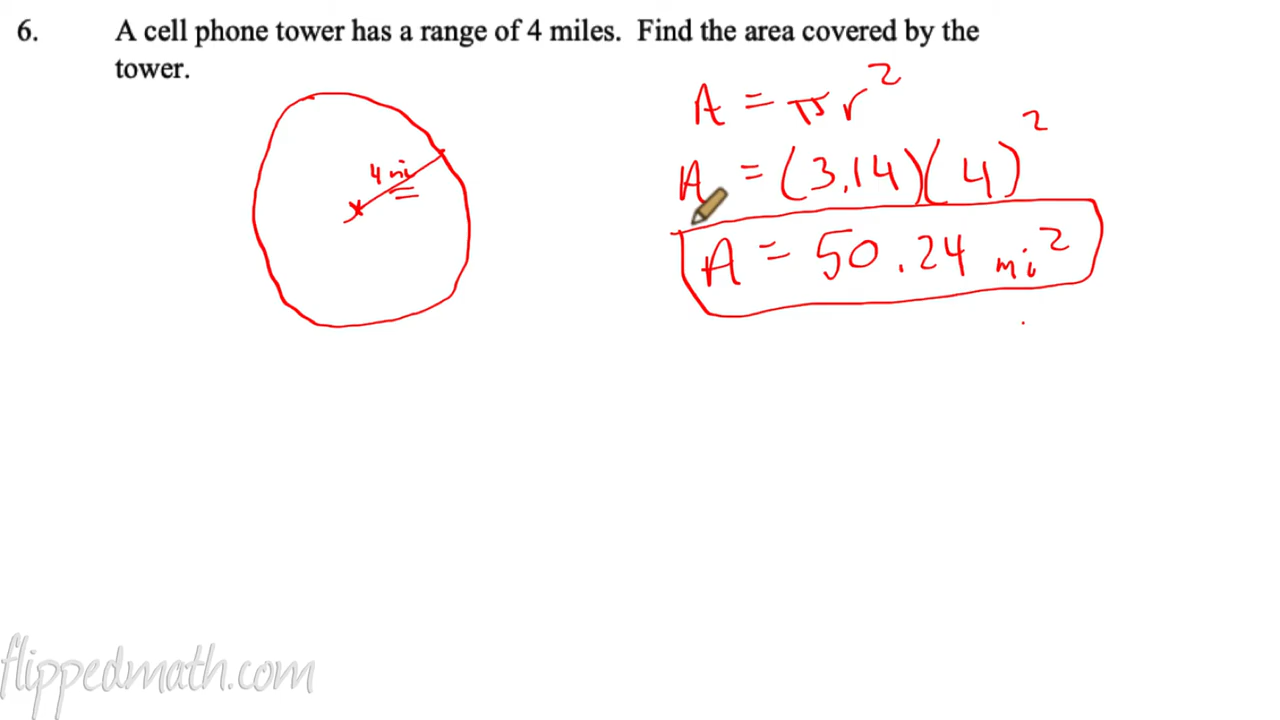 6. A cell phone tower has a range of 4 miles. Find the area covered by the
tower.
4 mi
A = πr²
A = (3.14)(4)²
A = 50.24 mi²
flippedmath.com